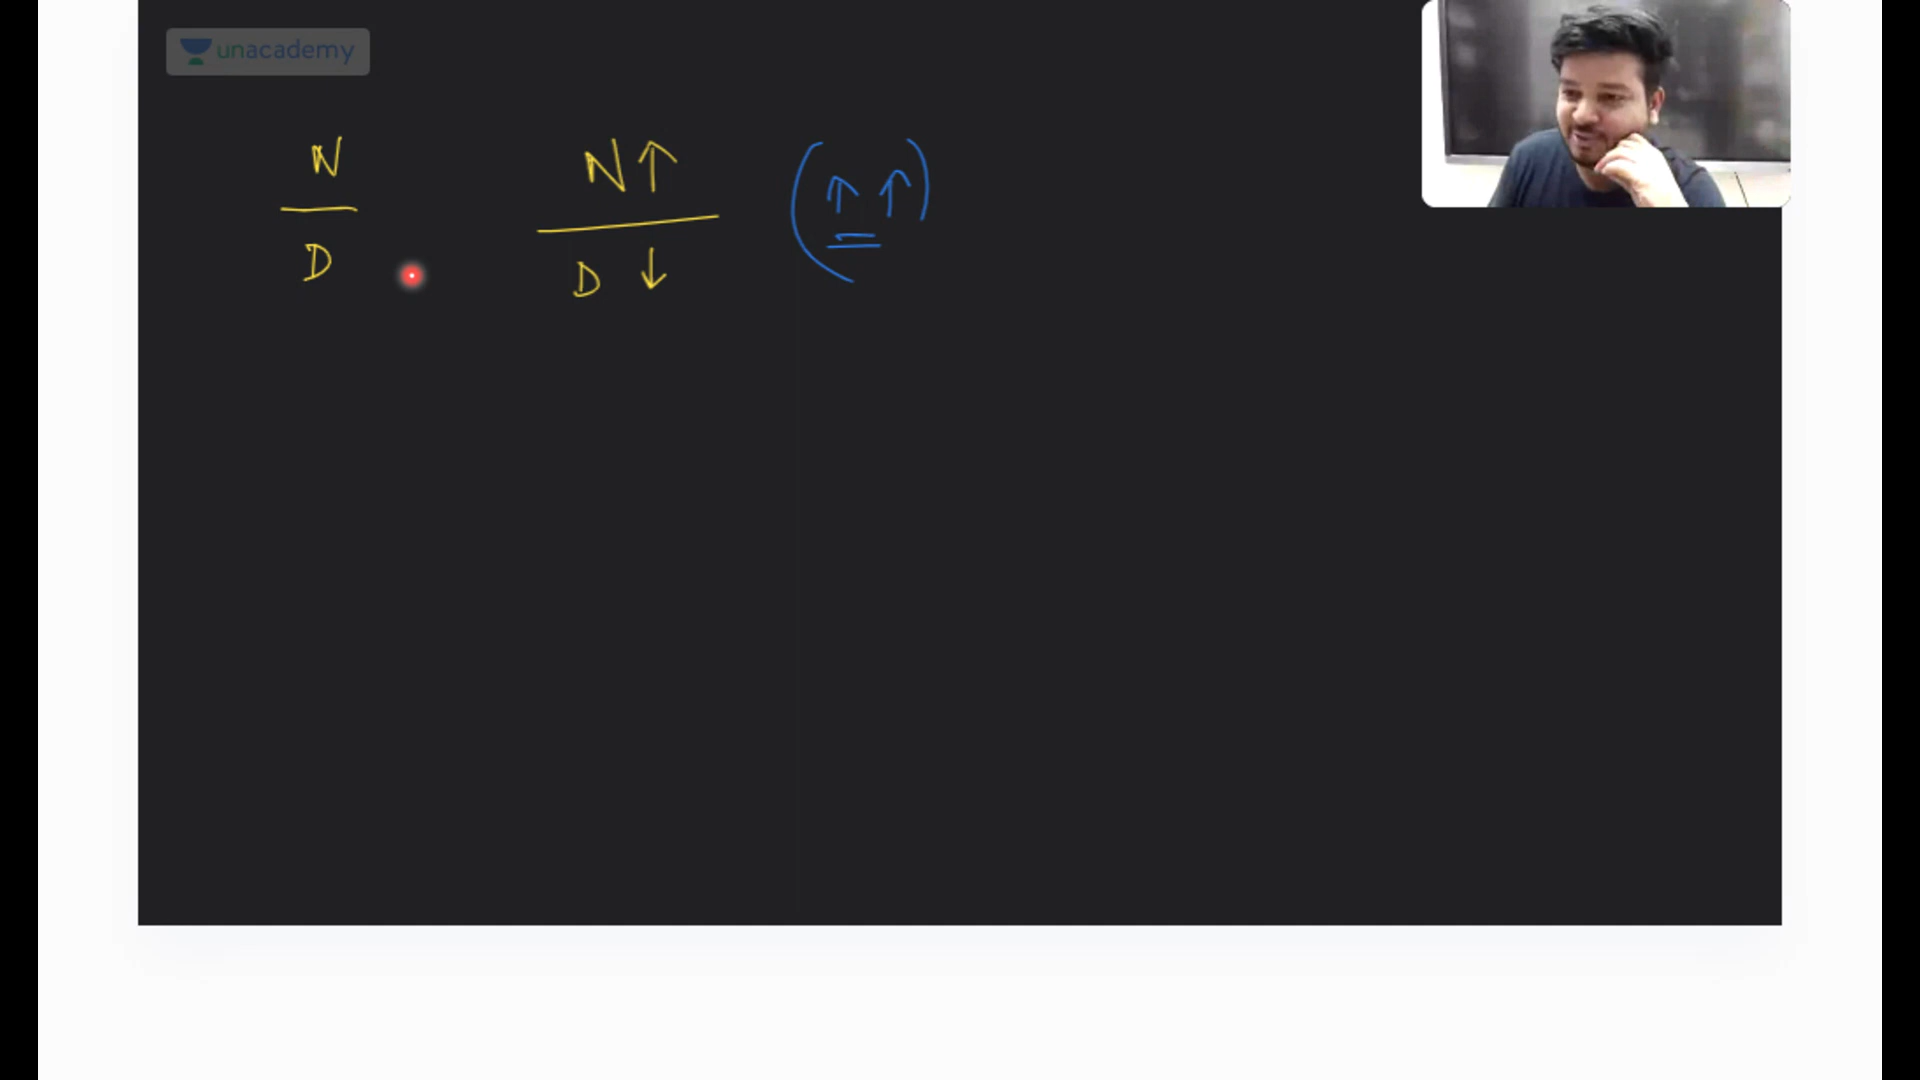 unacademy
N N↑ (↑ ↑)
D D ↓